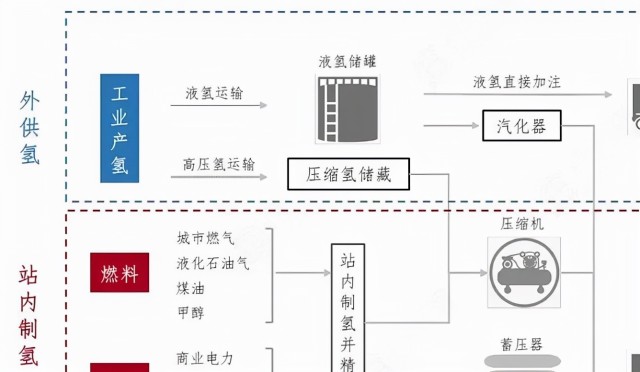 外供氢
工业产氢
液氢运输
液氢储罐
液氢直接加注
汽化器
高压氢运输
压缩氢储藏
站内制氢
燃料
城市燃气
液化石油气
煤油
甲醇
站内制氢并精
压缩机
商业电力
蓄压器